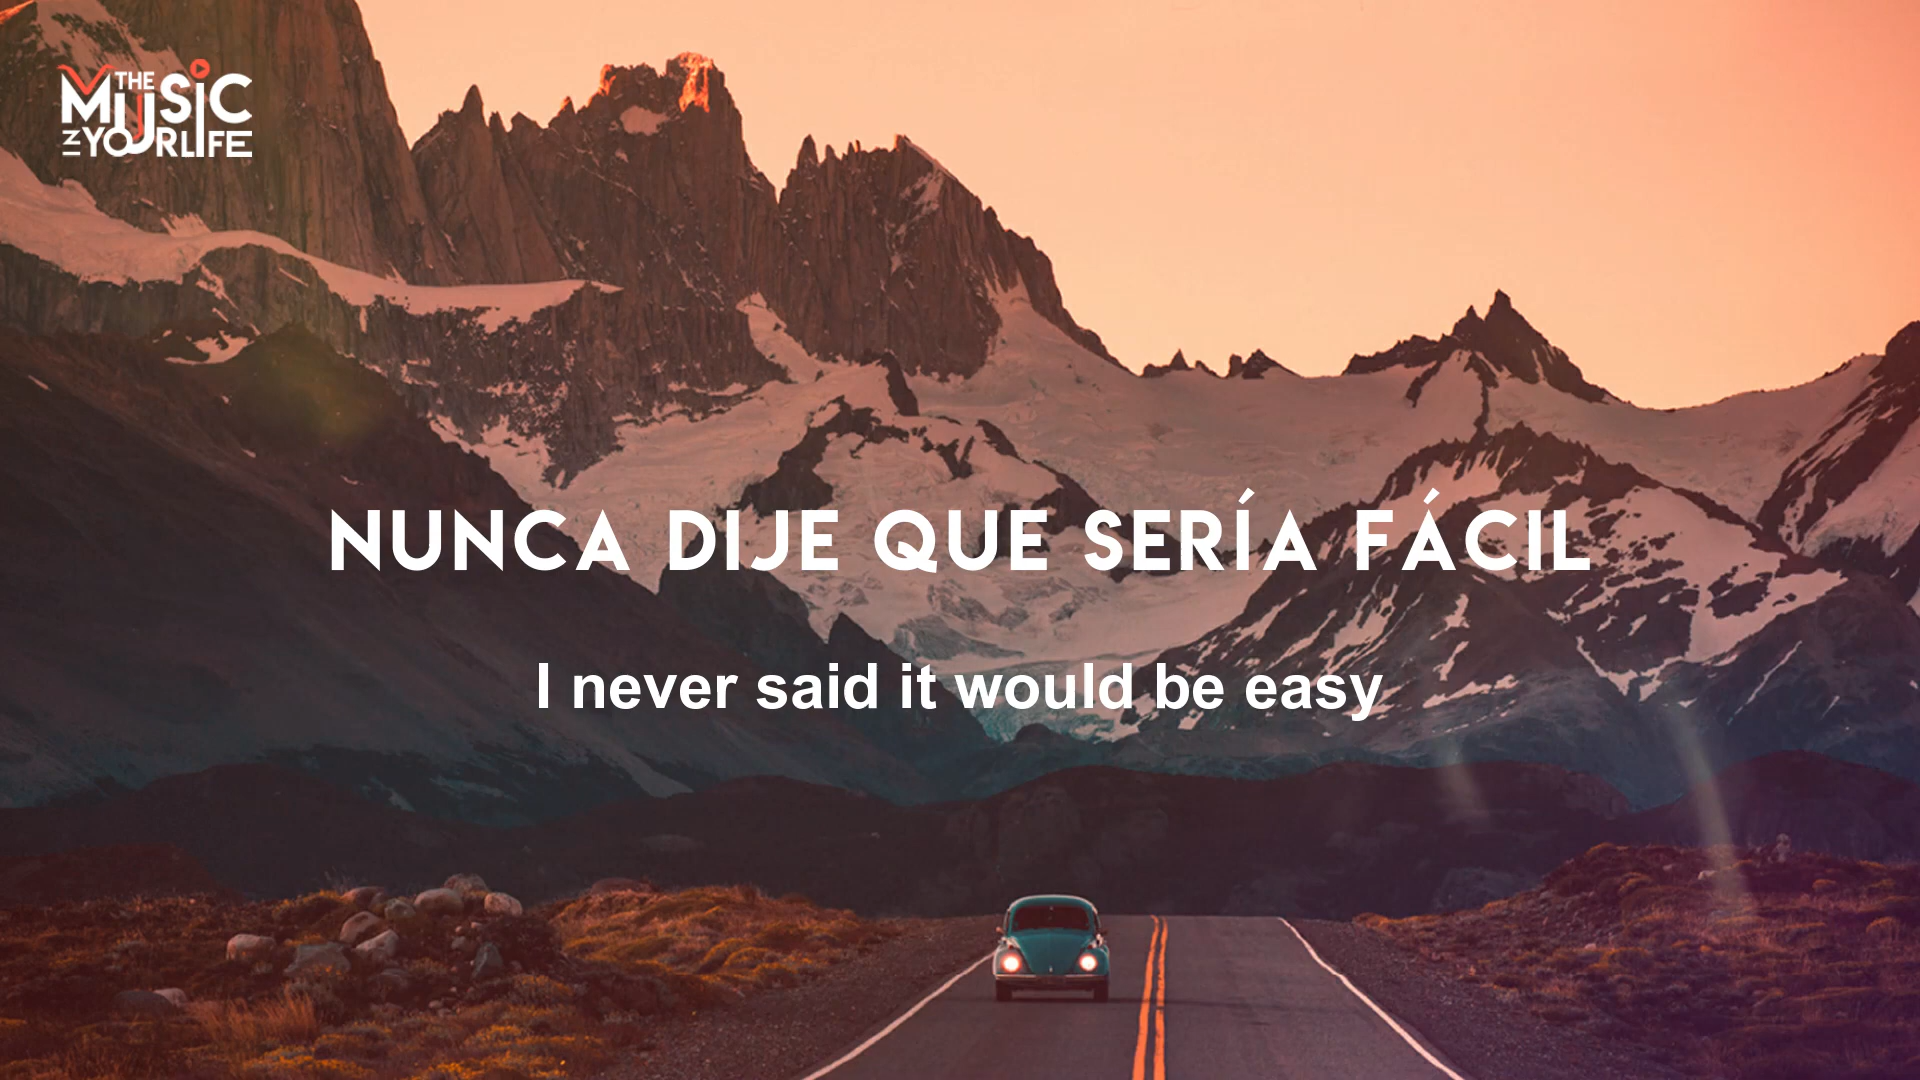 THE
MUSIC
IN YOUR LIFE
NUNCA DIJE QUE SERÍA FÁCIL
I never said it would be easy